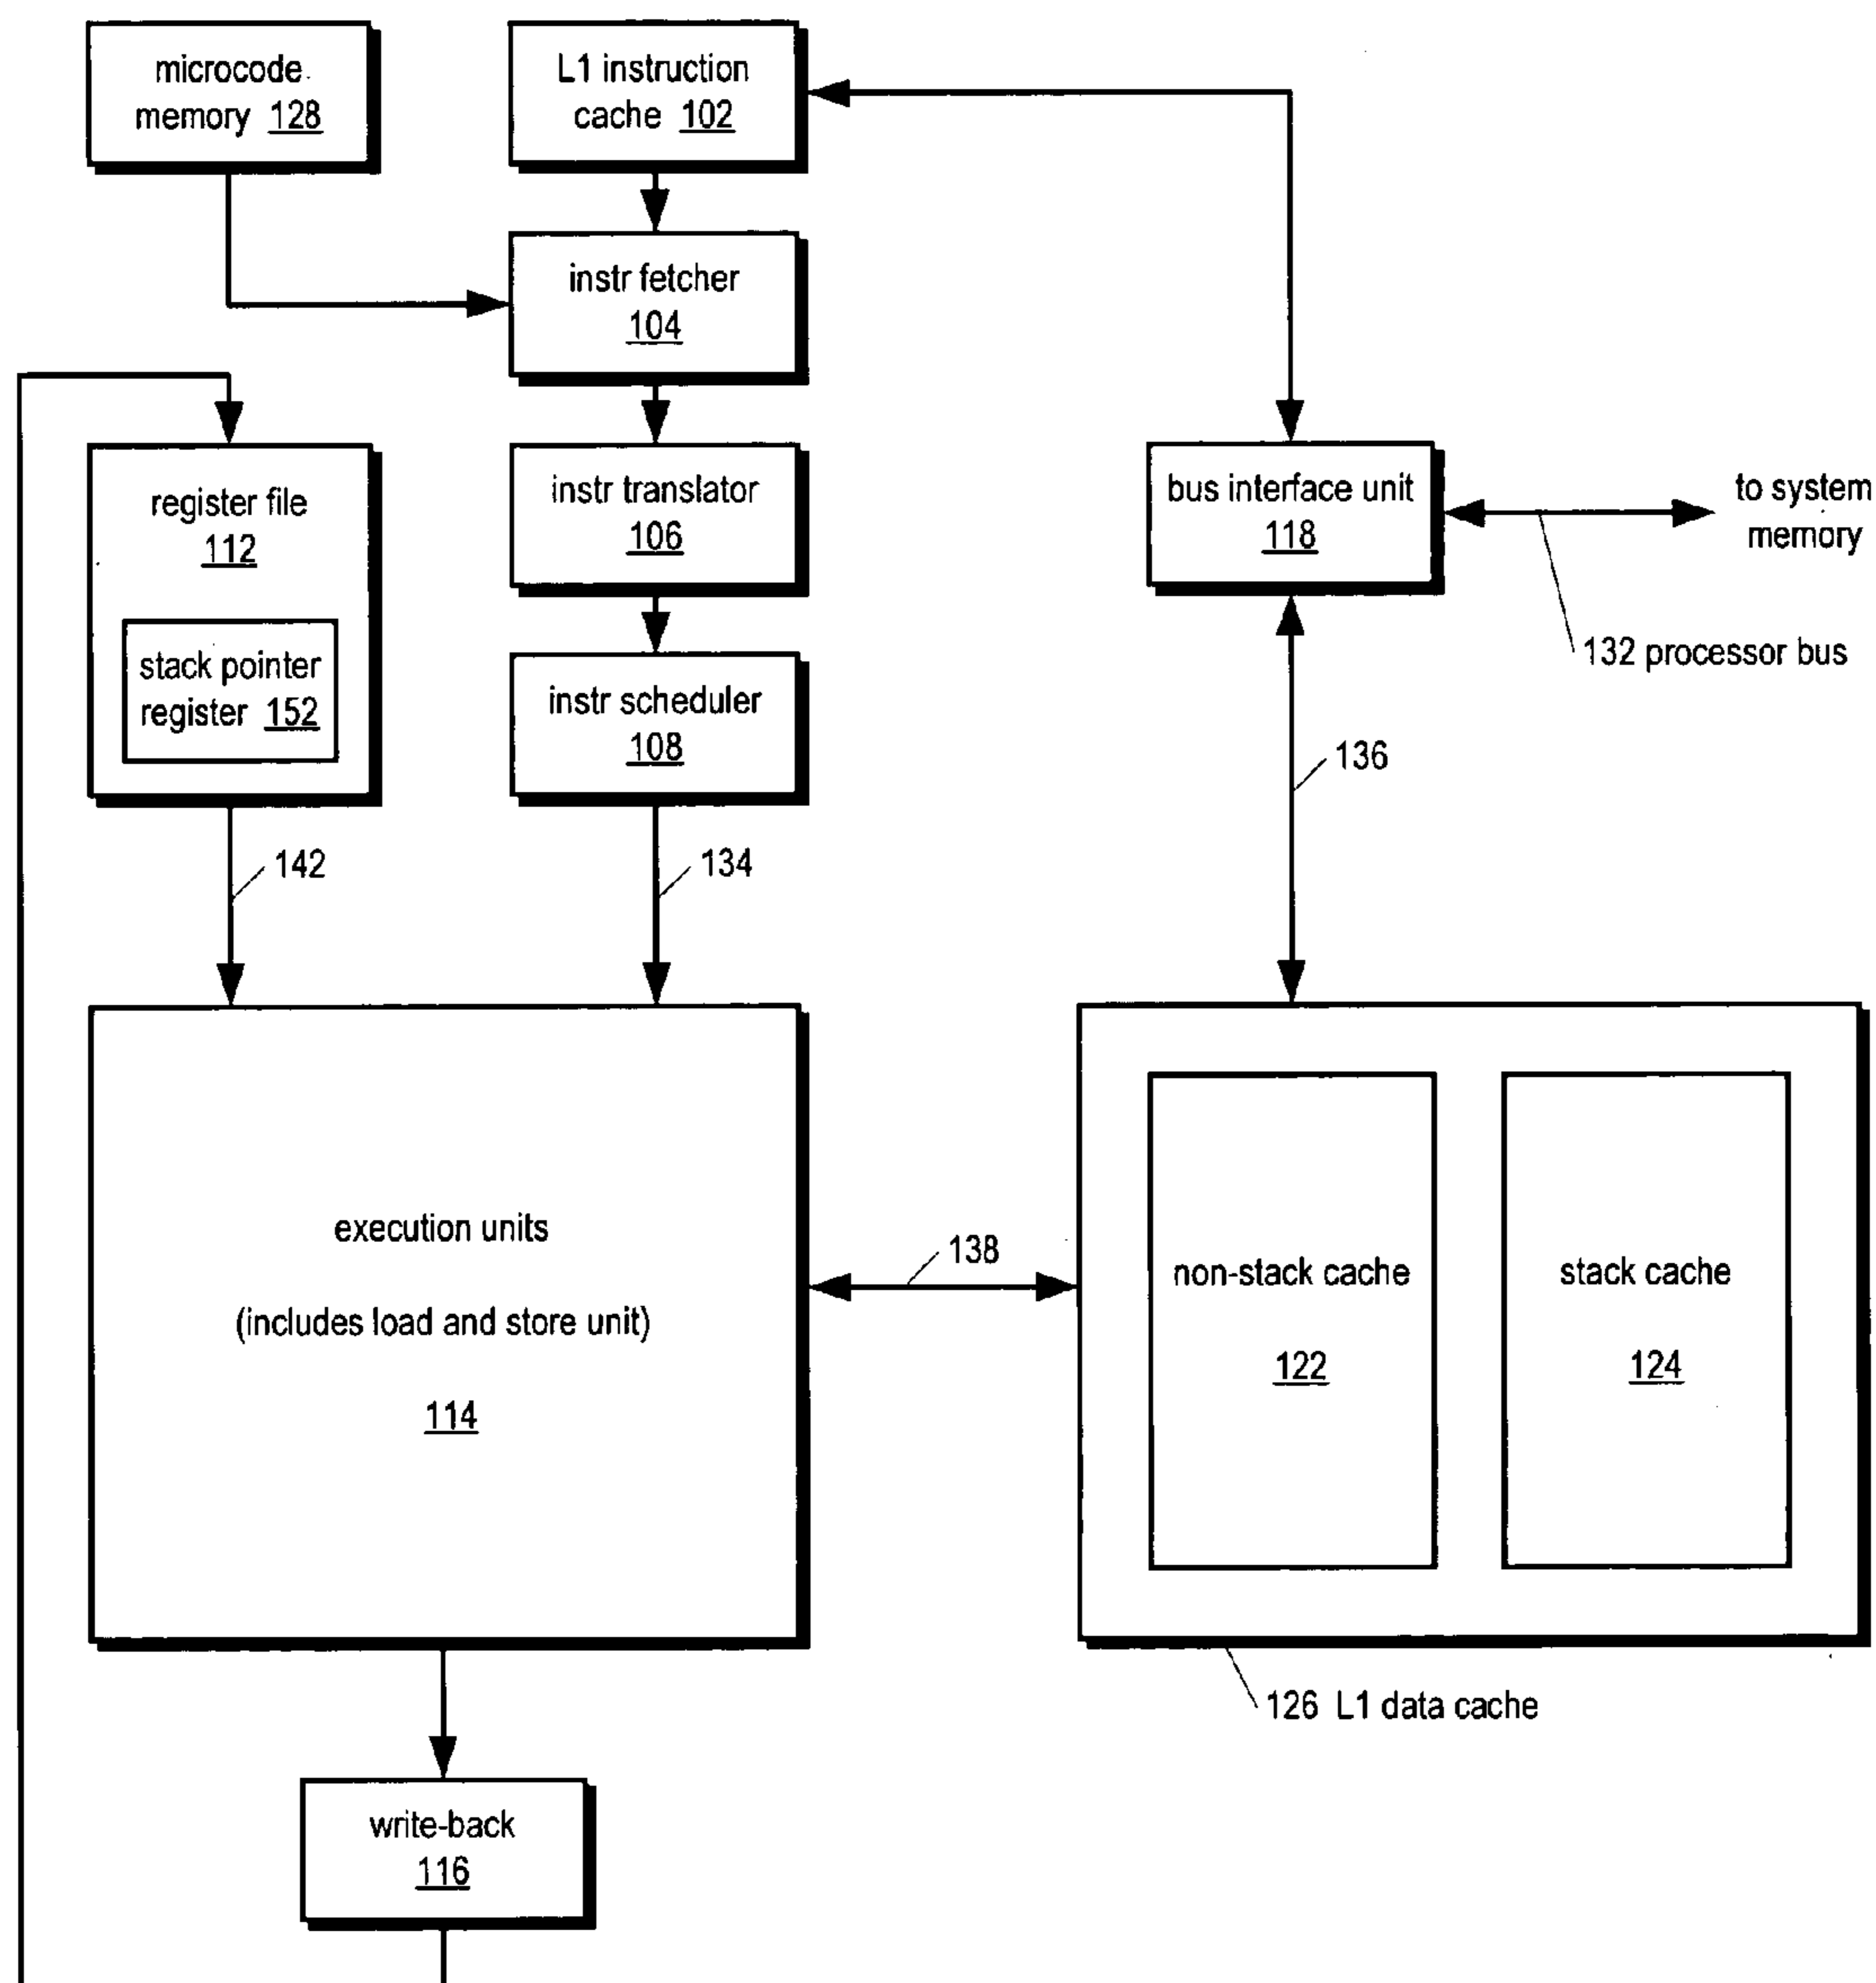 microcode
memory 128
L1 instruction
cache 102
instr fetcher
104
register file
112
stack pointer
register 152
instr translator
106
instr scheduler
108
bus interface unit
118
to system
memory
132 processor bus
136
142
134
execution units
(includes load and store unit)
114
138
non-stack cache
122
stack cache
124
126 L1 data cache
write-back
116